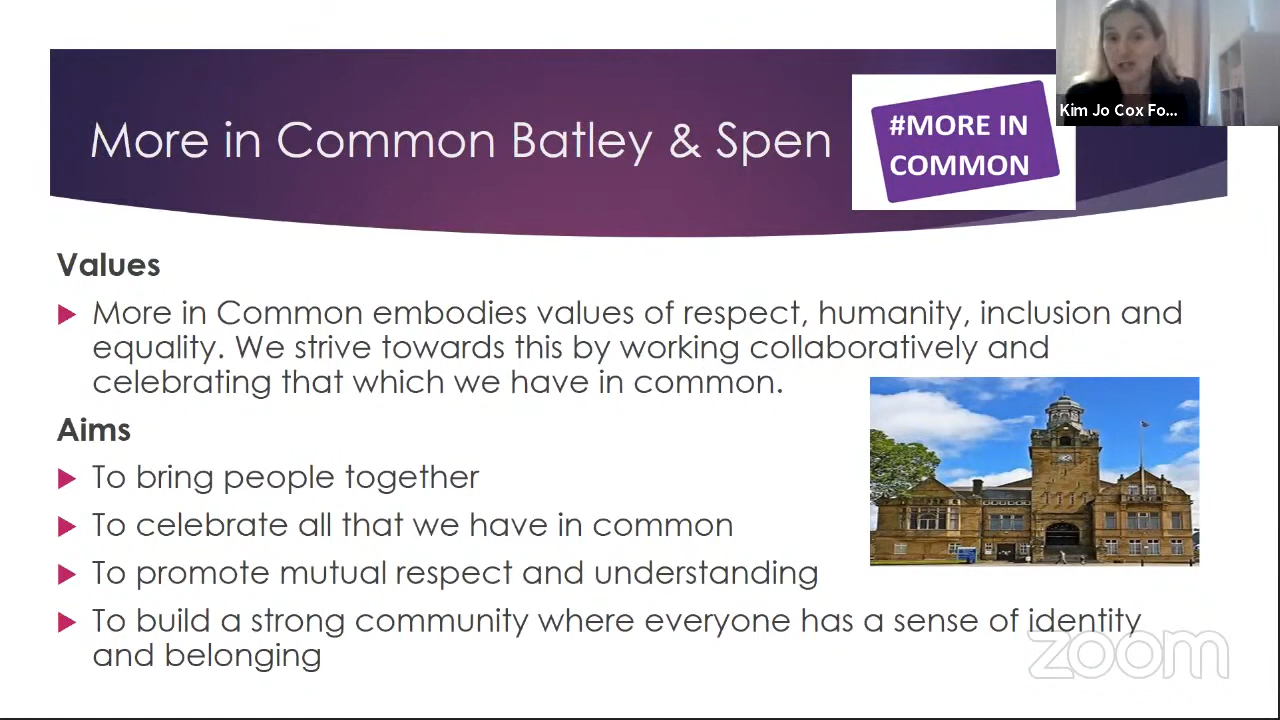 Kim Jo Cox Fo...
More in Common Batley & Spen
#MORE IN
COMMON
Values
More in Common embodies values of respect, humanity, inclusion and
equality. We strive towards this by working collaboratively and
celebrating that which we have in common.
Aims
To bring people together
To celebrate all that we have in common
To promote mutual respect and understanding
To build a strong community where everyone has a sense of identity
and belonging
zoom